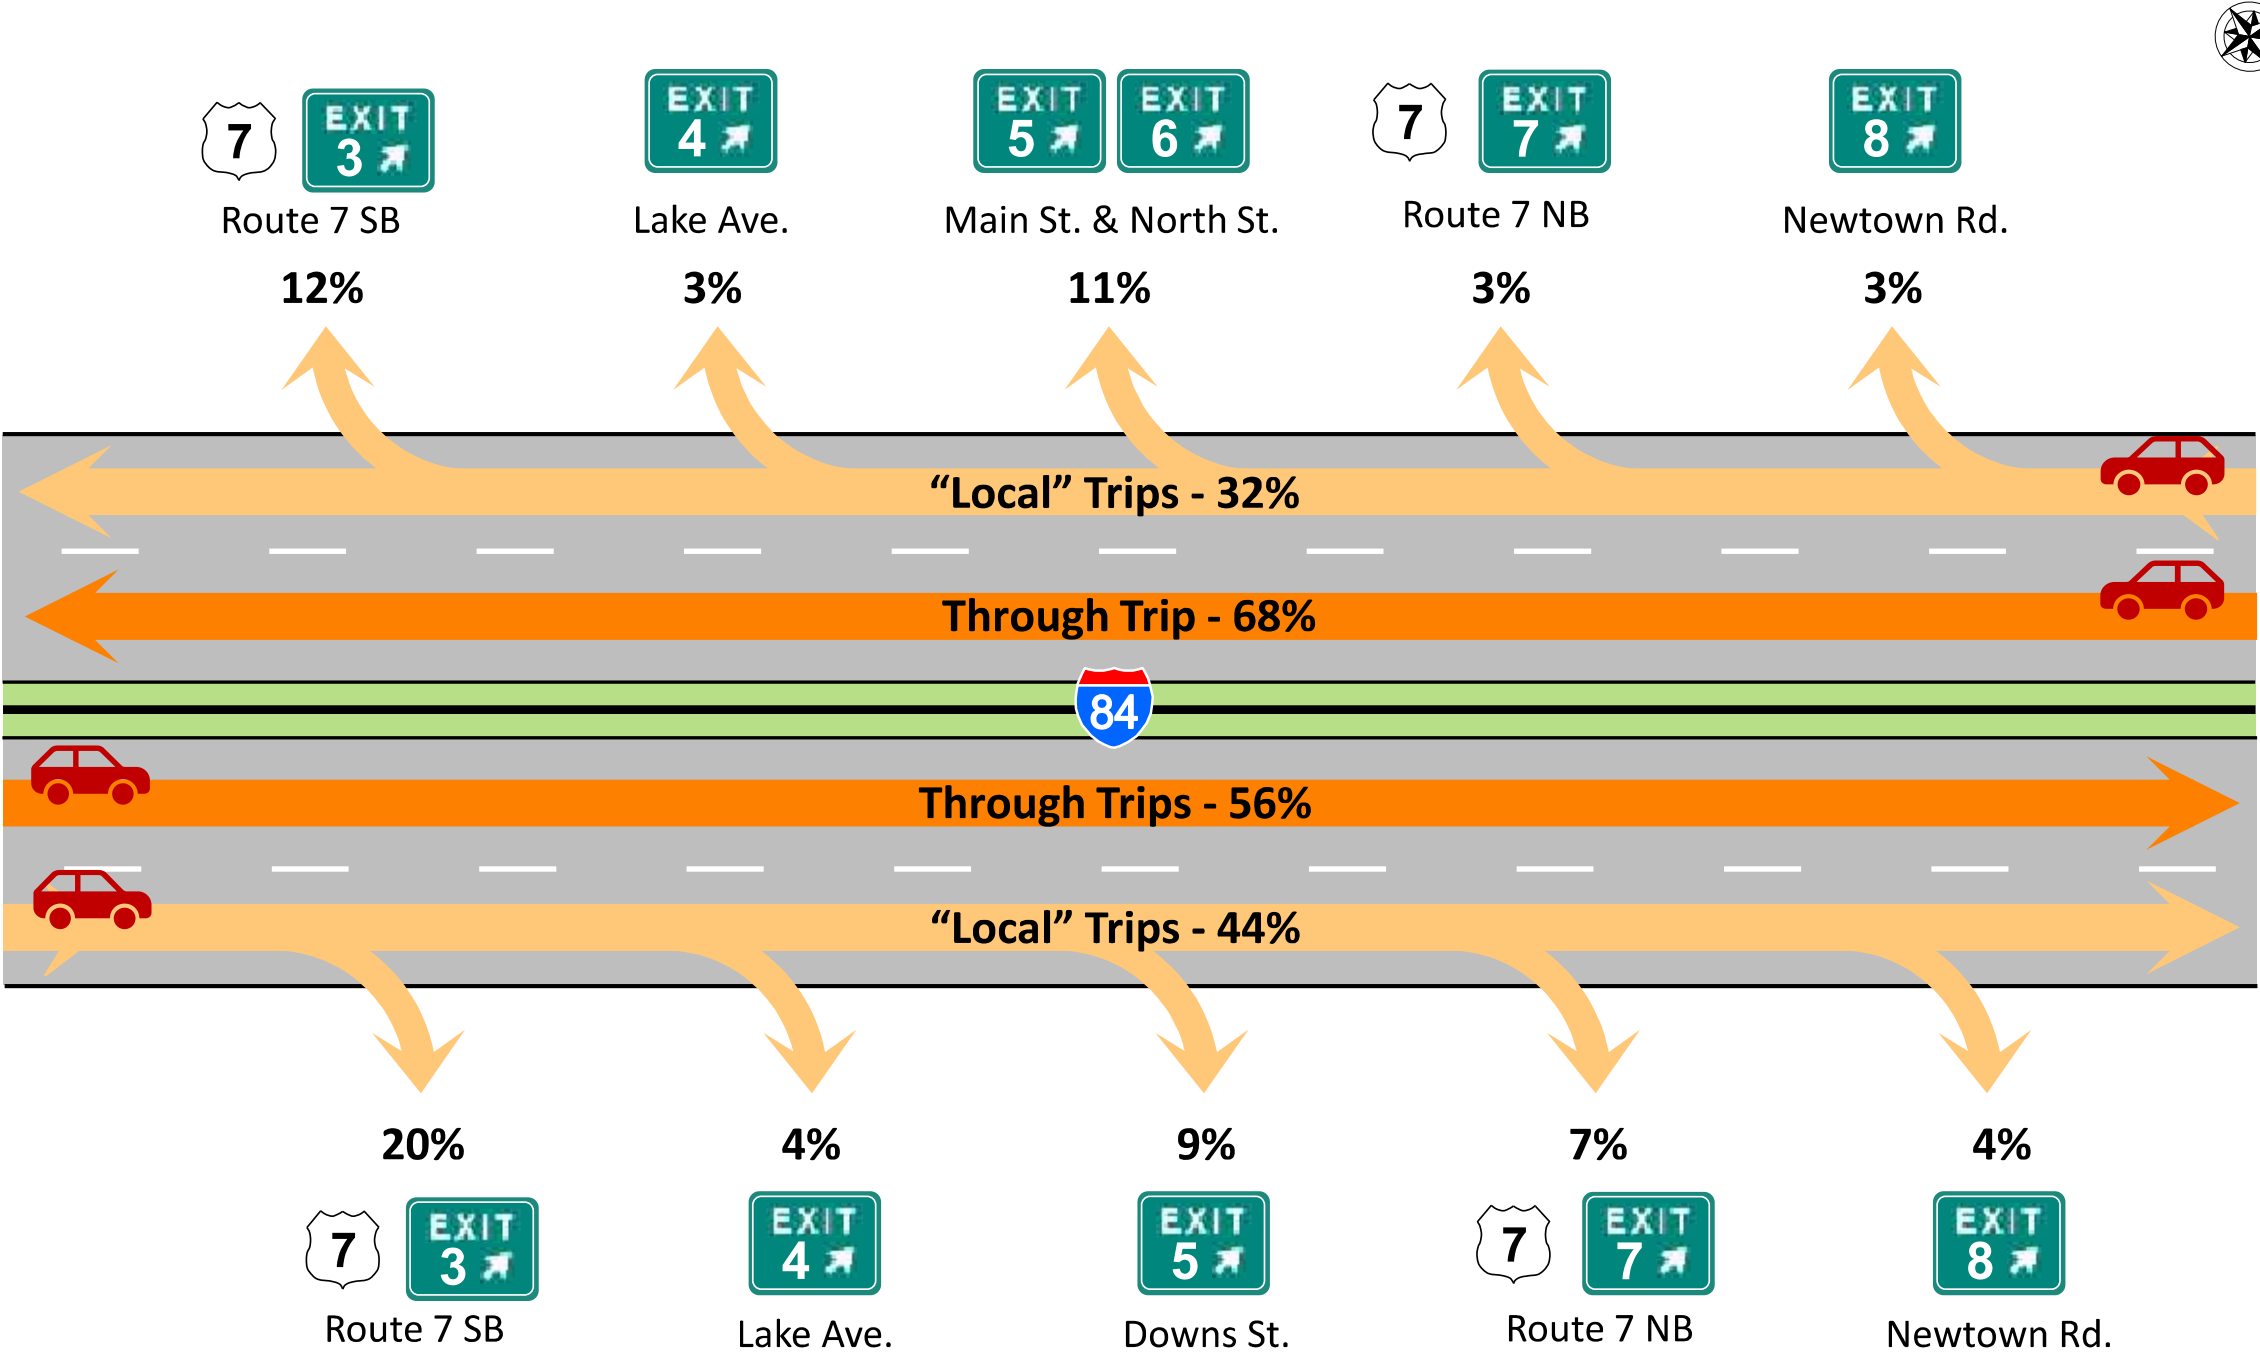 7
EXIT
3
Route 7 SB
12%
EXIT
4
Lake Ave.
3%
EXIT
5
EXIT
6
Main St. & North St.
11%
7
EXIT
7
Route 7 NB
3%
EXIT
8
Newtown Rd.
3%
“Local” Trips - 32%
Through Trip - 68%
84
Through Trips - 56%
“Local” Trips - 44%
20%
7
EXIT
3
Route 7 SB
4%
EXIT
4
Lake Ave.
9%
EXIT
5
Downs St.
7%
7
EXIT
7
Route 7 NB
4%
EXIT
8
Newtown Rd.